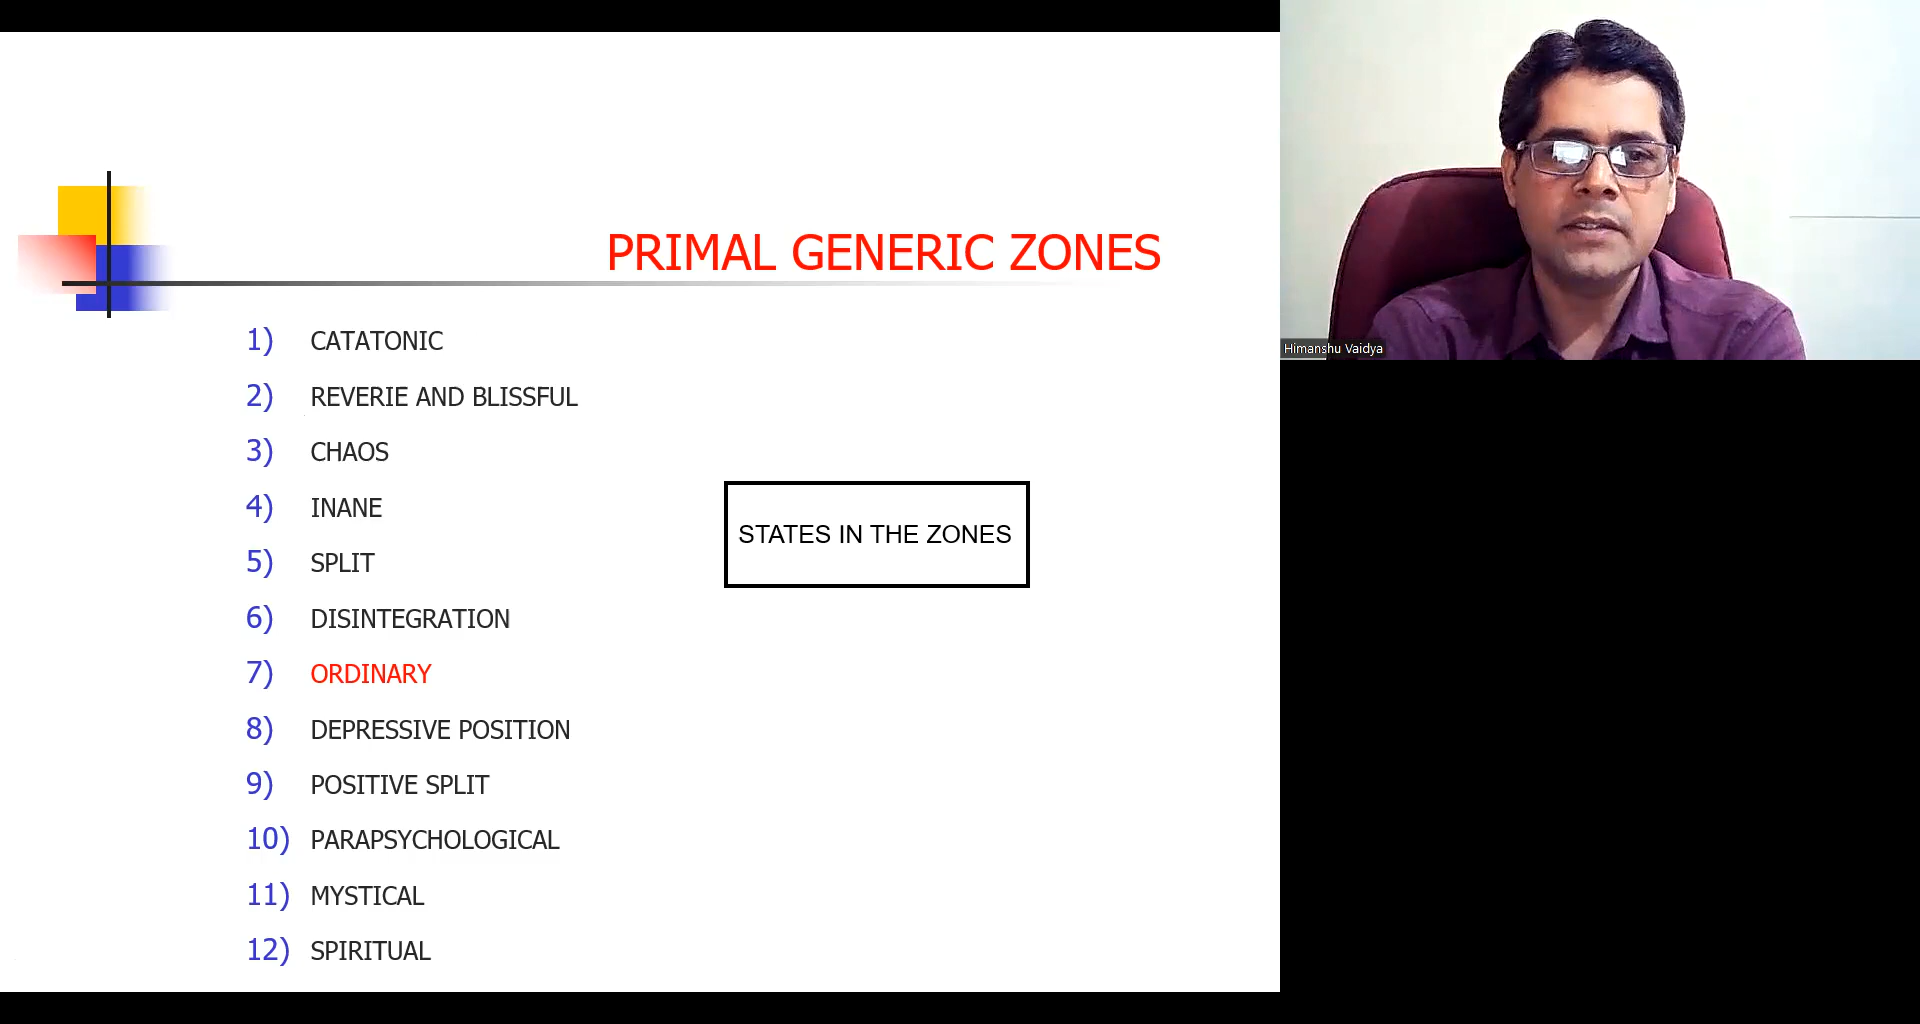 PRIMAL GENERIC ZONES
1) CATATONIC
2) REVERIE AND BLISSFUL
3) CHAOS
4) INANE
5) SPLIT
6) DISINTEGRATION
7) ORDINARY
8) DEPRESSIVE POSITION
9) POSITIVE SPLIT
10) PARAPSYCHOLOGICAL
11) MYSTICAL
12) SPIRITUAL
STATES IN THE ZONES
Himanshu Vaidya